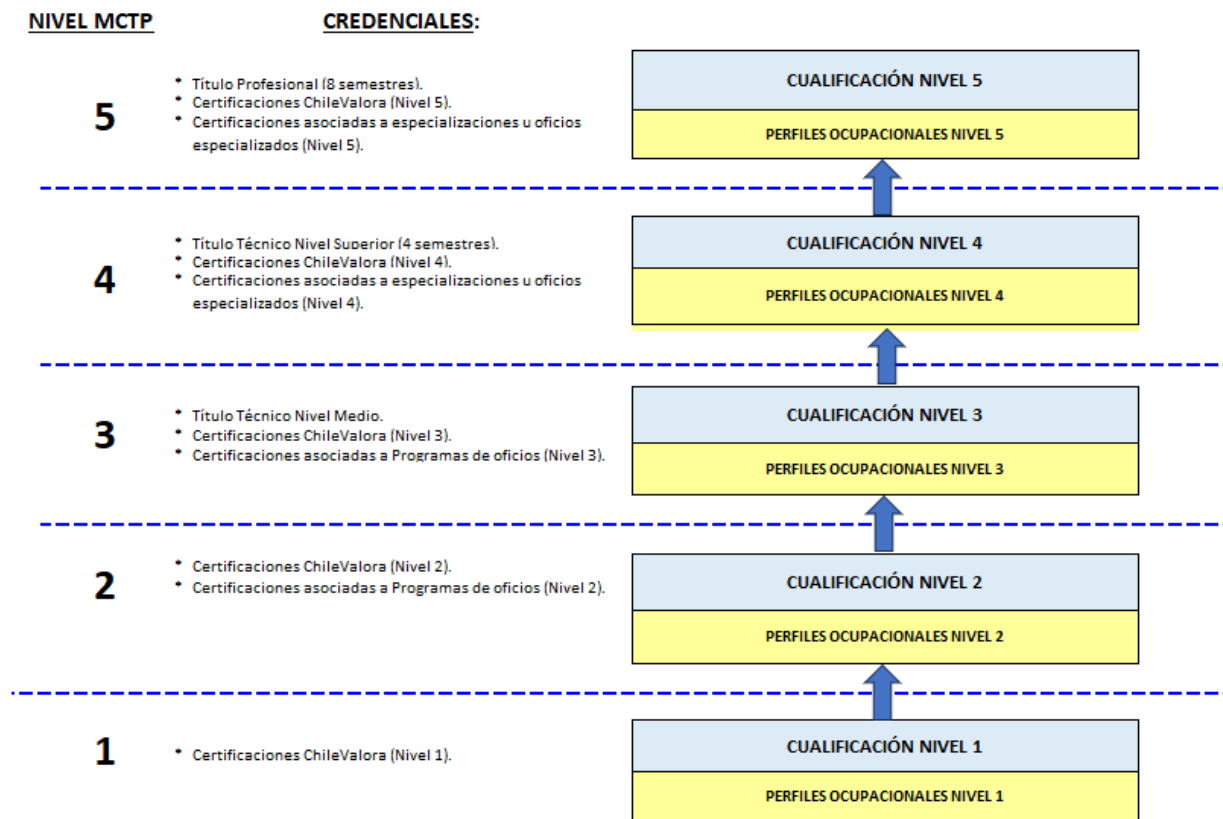 NIVEL MCTP
CREDENCIALES:
5
* Título Profesional (8 semestres).
* Certificaciones ChileValora (Nivel 5).
* Certificaciones asociadas a especializaciones u oficios
especializados (Nivel 5).
CUALIFICACIÓN NIVEL 5
PERFILES OCUPACIONALES NIVEL 5
4
* Título Técnico Nivel Superior (4 semestres).
* Certificaciones ChileValora (Nivel 4).
* Certificaciones asociadas a especializaciones u oficios
especializados (Nivel 4).
CUALIFICACIÓN NIVEL 4
PERFILES OCUPACIONALES NIVEL 4
3
* Título Técnico Nivel Medio.
* Certificaciones ChileValora (Nivel 3).
* Certificaciones asociadas a Programas de oficios (Nivel 3).
CUALIFICACIÓN NIVEL 3
PERFILES OCUPACIONALES NIVEL 3
2
* Certificaciones ChileValora (Nivel 2).
* Certificaciones asociadas a Programas de oficios (Nivel 2).
CUALIFICACIÓN NIVEL 2
PERFILES OCUPACIONALES NIVEL 2
1
* Certificaciones ChileValora (Nivel 1).
CUALIFICACIÓN NIVEL 1
PERFILES OCUPACIONALES NIVEL 1